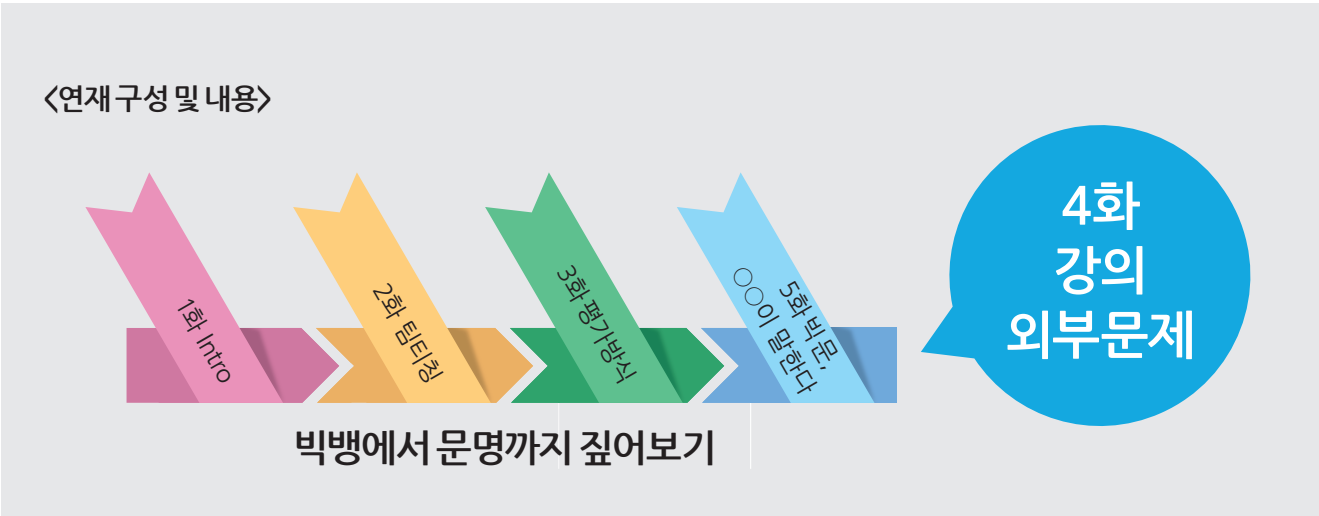 <연재 구성 및 내용>
1화 Intro
2화 팀티칭
3화 평가방식
5화 빅 문,
○○이 말한다
4화
강의
외부문제
빅뱅에서 문명까지 짚어보기